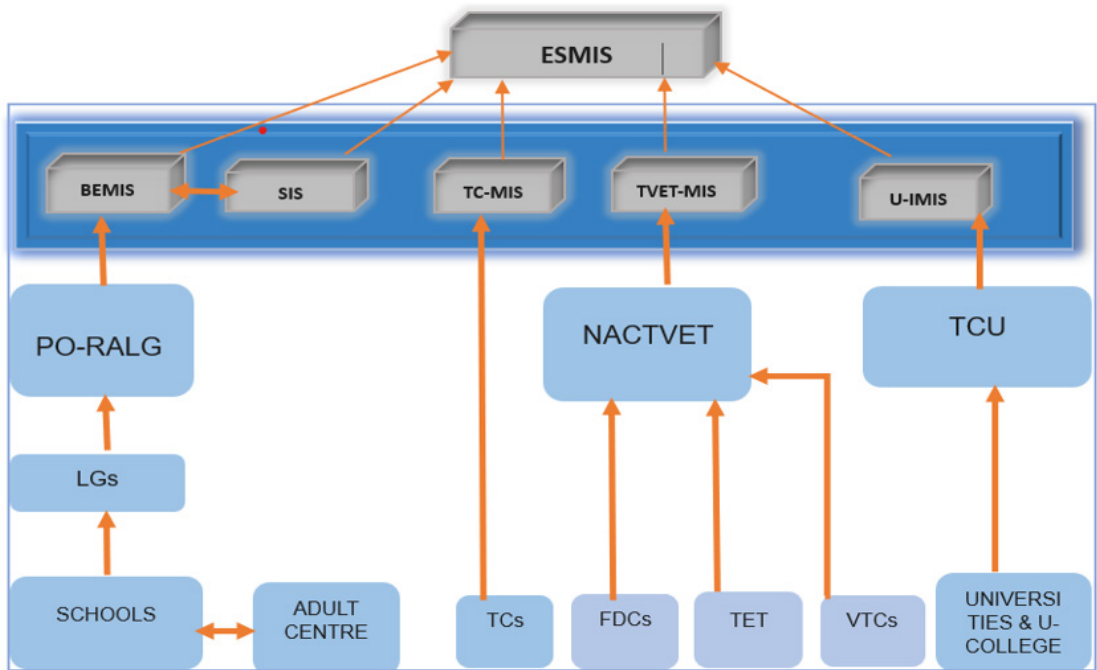 ESMIS
BEMIS
SIS
TC-MIS
TVET-MIS
U-IMIS
PO-RALG
NACTVET
TCU
LGs
SCHOOLS
ADULT
CENTRE
TCs
FDCs
TET
VTCs
UNIVERSI
TIES & U-
COLLEGE